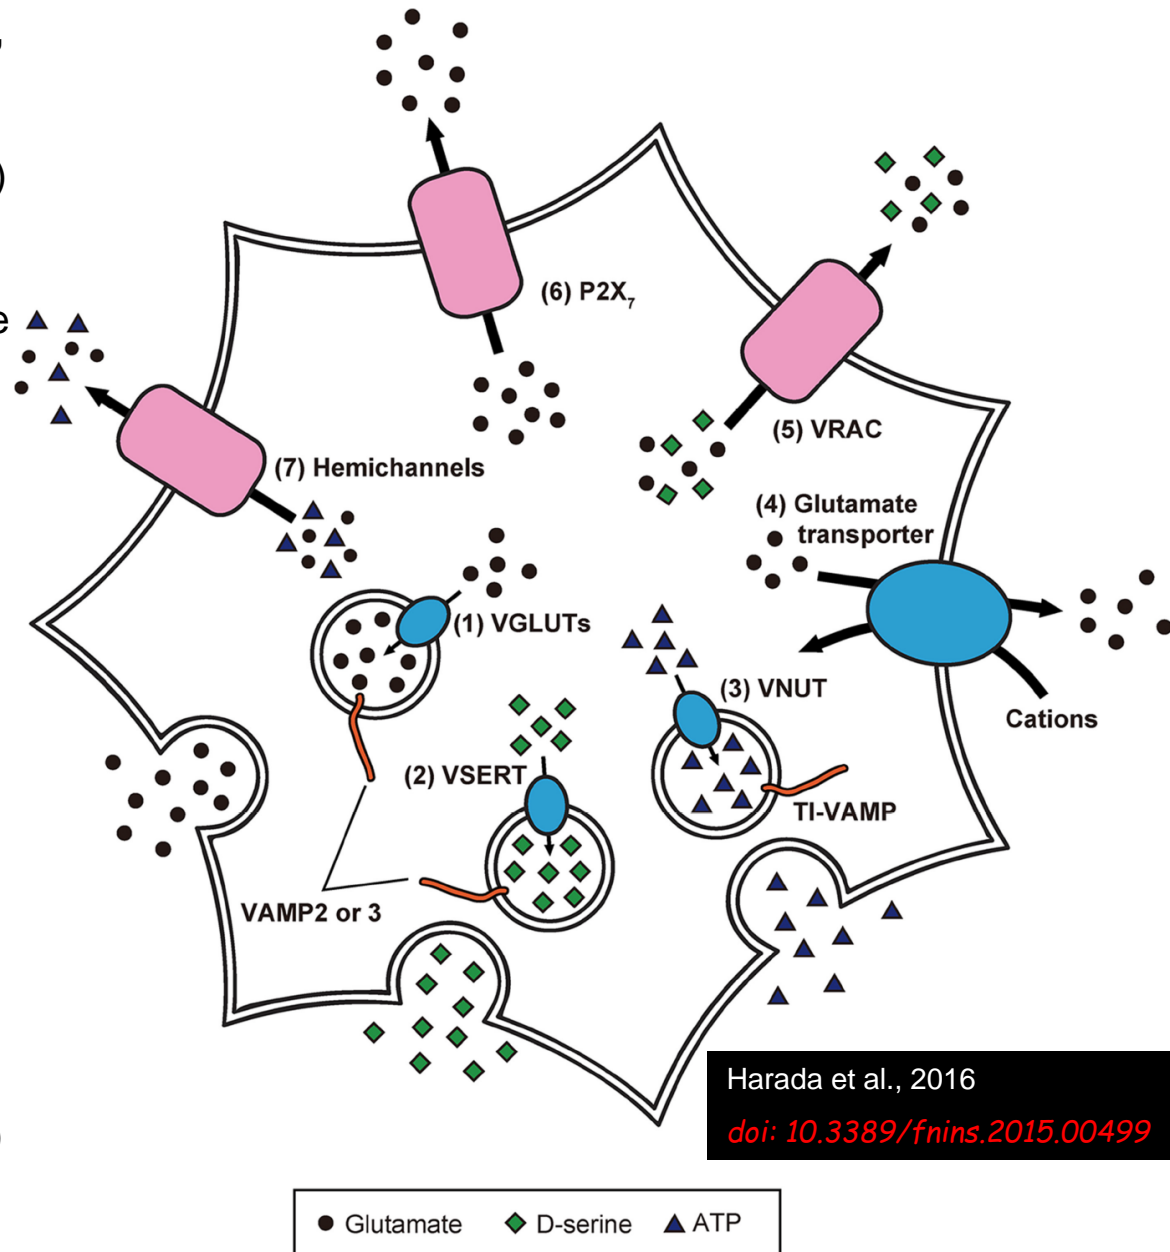 )
e
(6) P2X₇
(5) VRAC
(7) Hemichannels
(4) Glutamate
transporter
(1) VGLUTs
(3) VNUT
Cations
(2) VSERT
TI-VAMP
VAMP2 or 3
Harada et al., 2016
doi: 10.3389/fnins.2015.00499
)
Glutamate
D-serine
ATP